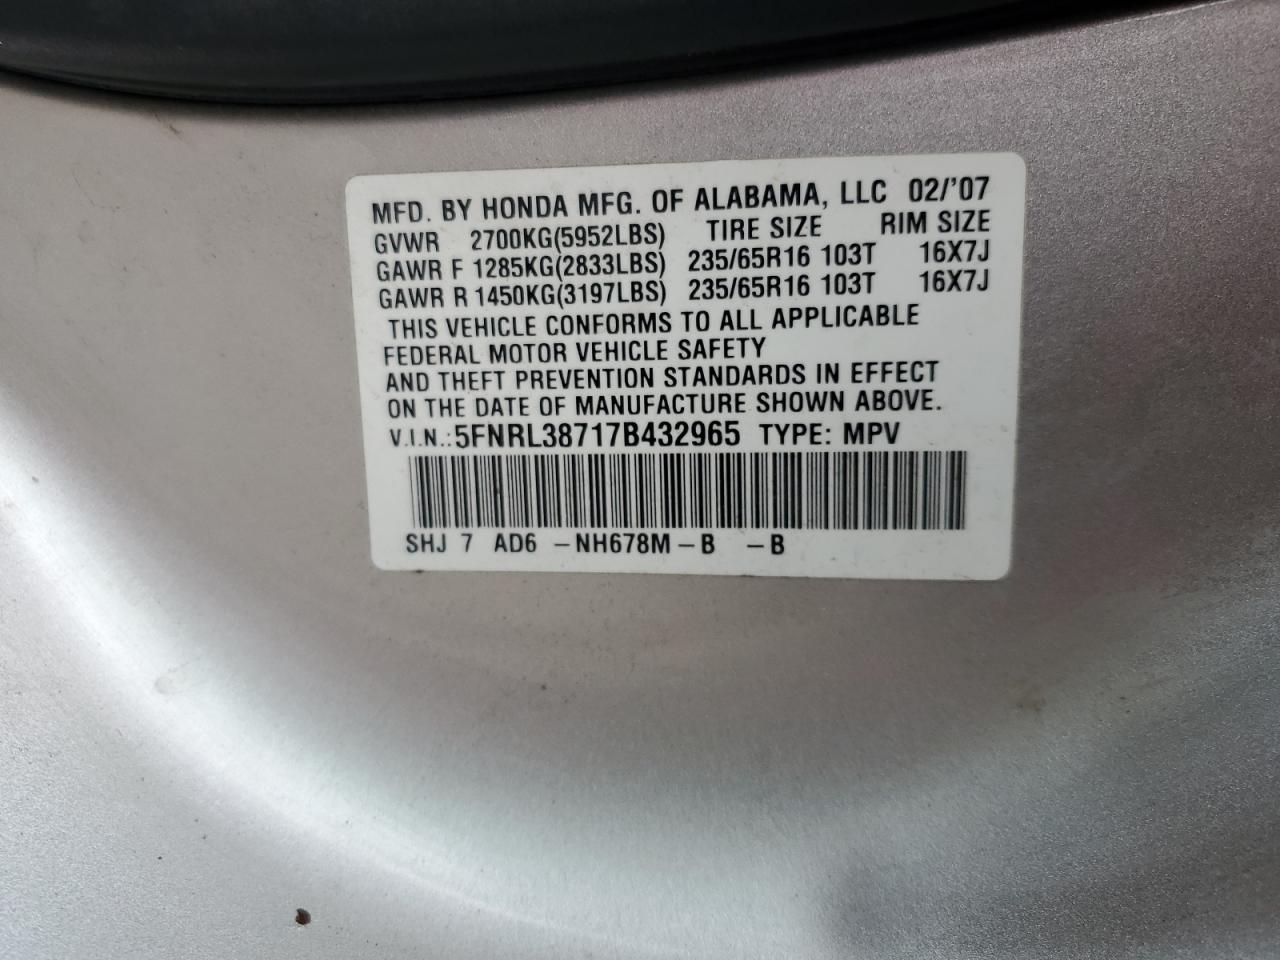 MFD. BY HONDA MFG. OF ALABAMA, LLC 02/'07
GVWR 2700KG(5952LBS) TIRE SIZE RIM SIZE
GAWR F 1285KG(2833LBS) 235/65R16 103T 16X7J
GAWR R 1450KG(3197LBS) 235/65R16 103T 16X7J
THIS VEHICLE CONFORMS TO ALL APPLICABLE
FEDERAL MOTOR VEHICLE SAFETY
AND THEFT PREVENTION STANDARDS IN EFFECT
ON THE DATE OF MANUFACTURE SHOWN ABOVE.
V.I.N.: 5FNRL38717B432965 TYPE: MPV
SHJ 7 AD6 -NH678M-B -B